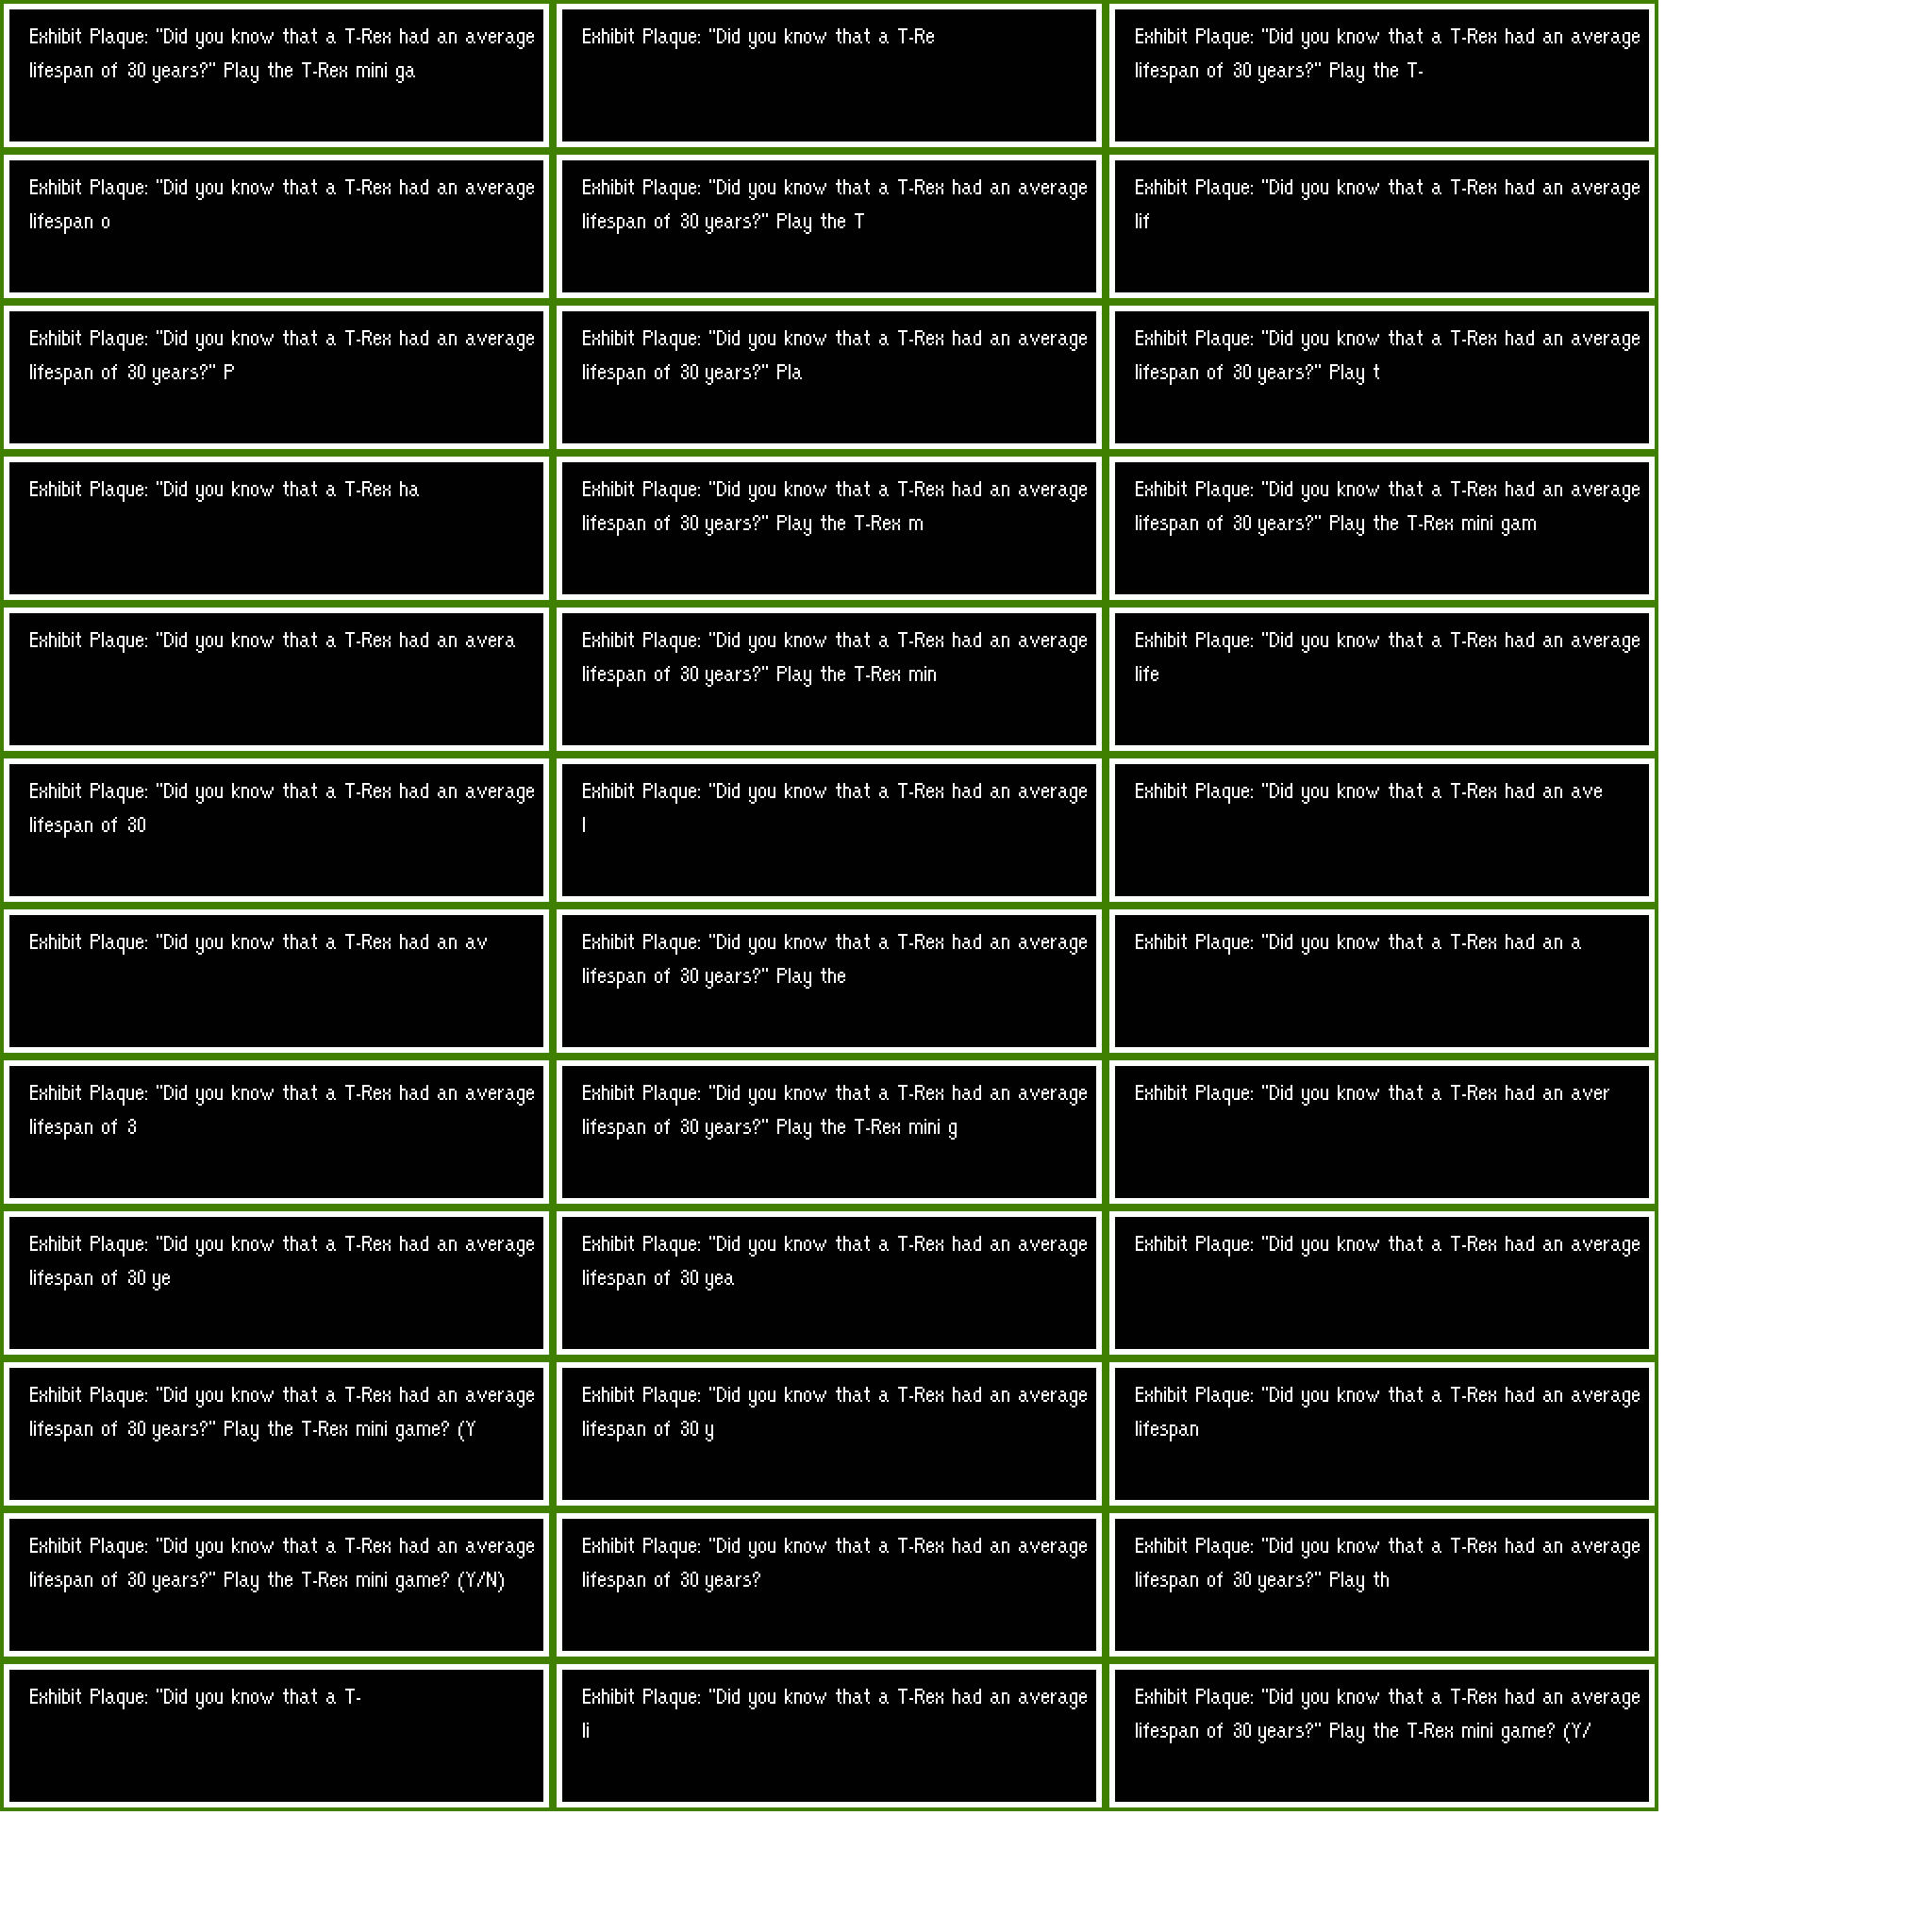 Exhibit Plaque: "Did you know that a T-Rex had an average
lifespan of 30 years?" Play the T-Rex mini ga
Exhibit Plaque: "Did you know that a T-Re
Exhibit Plaque: "Did you know that a T-Rex had an average
lifespan of 30 years?" Play the T-
Exhibit Plaque: "Did you know that a T-Rex had an average
lifespan o
Exhibit Plaque: "Did you know that a T-Rex had an average
lifespan of 30 years?" Play the T
Exhibit Plaque: "Did you know that a T-Rex had an average
lif
Exhibit Plaque: "Did you know that a T-Rex had an average
lifespan of 30 years?" P
Exhibit Plaque: "Did you know that a T-Rex had an average
lifespan of 30 years?" Pla
Exhibit Plaque: "Did you know that a T-Rex had an average
lifespan of 30 years?" Play t
Exhibit Plaque: "Did you know that a T-Rex ha
Exhibit Plaque: "Did you know that a T-Rex had an average
lifespan of 30 years?" Play the T-Rex m
Exhibit Plaque: "Did you know that a T-Rex had an average
lifespan of 30 years?" Play the T-Rex mini gam
Exhibit Plaque: "Did you know that a T-Rex had an avera
Exhibit Plaque: "Did you know that a T-Rex had an average
lifespan of 30 years?" Play the T-Rex min
Exhibit Plaque: "Did you know that a T-Rex had an average
life
Exhibit Plaque: "Did you know that a T-Rex had an average
lifespan of 30
Exhibit Plaque: "Did you know that a T-Rex had an average
l
Exhibit Plaque: "Did you know that a T-Rex had an ave
Exhibit Plaque: "Did you know that a T-Rex had an av
Exhibit Plaque: "Did you know that a T-Rex had an average
lifespan of 30 years?" Play the
Exhibit Plaque: "Did you know that a T-Rex had an a
Exhibit Plaque: "Did you know that a T-Rex had an average
lifespan of 3
Exhibit Plaque: "Did you know that a T-Rex had an average
lifespan of 30 years?" Play the T-Rex mini g
Exhibit Plaque: "Did you know that a T-Rex had an aver
Exhibit Plaque: "Did you know that a T-Rex had an average
lifespan of 30 ye
Exhibit Plaque: "Did you know that a T-Rex had an average
lifespan of 30 yea
Exhibit Plaque: "Did you know that a T-Rex had an average
Exhibit Plaque: "Did you know that a T-Rex had an average
lifespan of 30 years?" Play the T-Rex mini game? (Y
Exhibit Plaque: "Did you know that a T-Rex had an average
lifespan of 30 y
Exhibit Plaque: "Did you know that a T-Rex had an average
lifespan
Exhibit Plaque: "Did you know that a T-Rex had an average
lifespan of 30 years?" Play the T-Rex mini game? (Y/N)
Exhibit Plaque: "Did you know that a T-Rex had an average
lifespan of 30 years?
Exhibit Plaque: "Did you know that a T-Rex had an average
lifespan of 30 years?" Play th
Exhibit Plaque: "Did you know that a T-
Exhibit Plaque: "Did you know that a T-Rex had an average
li
Exhibit Plaque: "Did you know that a T-Rex had an average
lifespan of 30 years?" Play the T-Rex mini game? (Y/